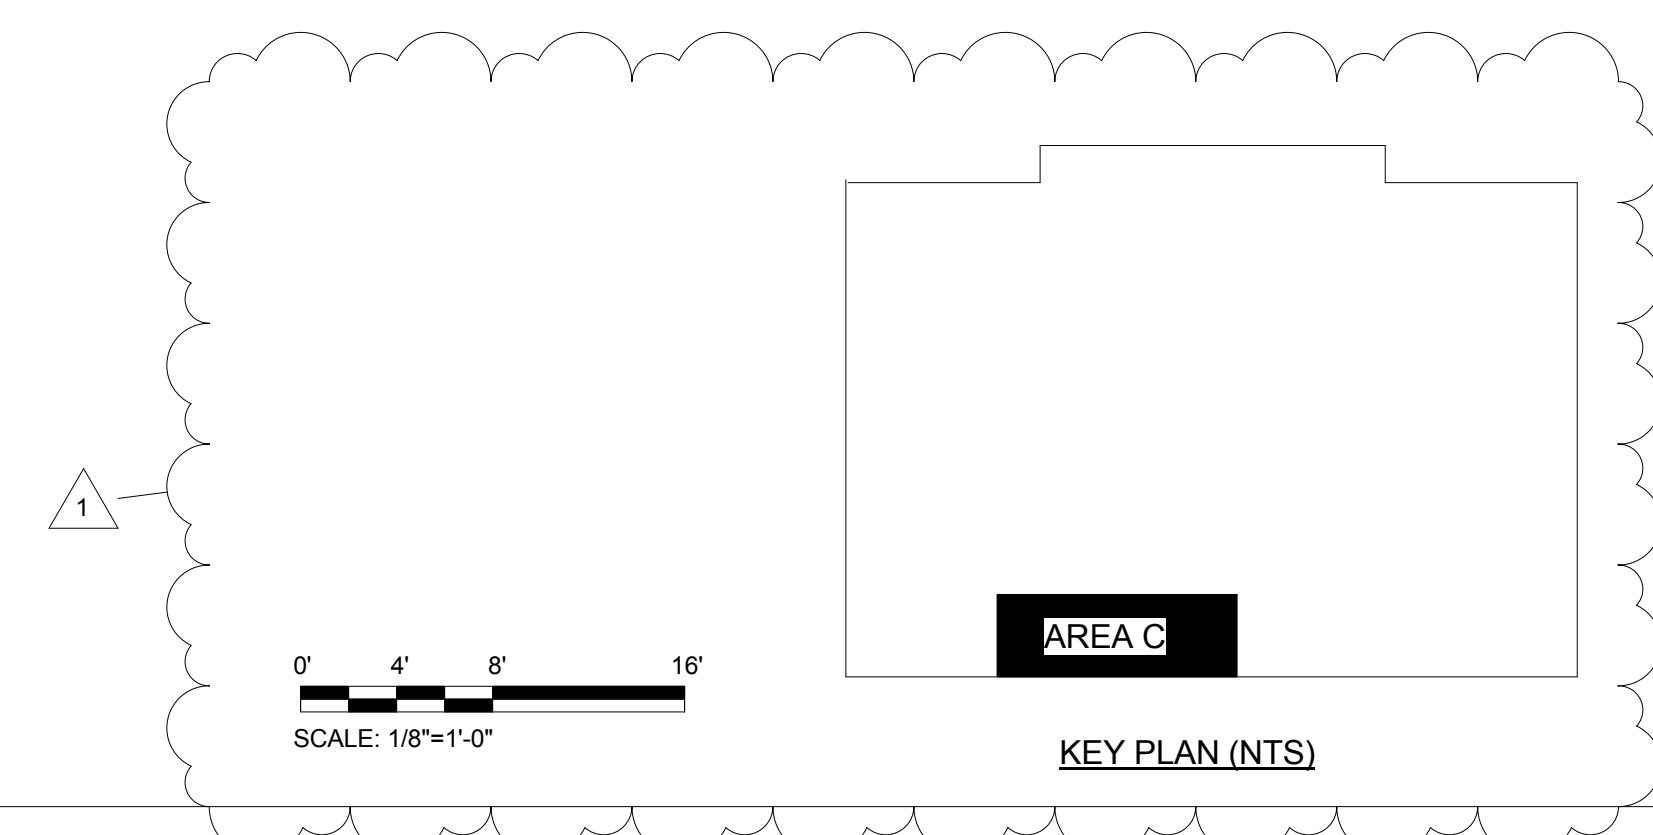 1
0' 4' 8' 16'
SCALE: 1/8"=1'-0"
AREA C
KEY PLAN (NTS)